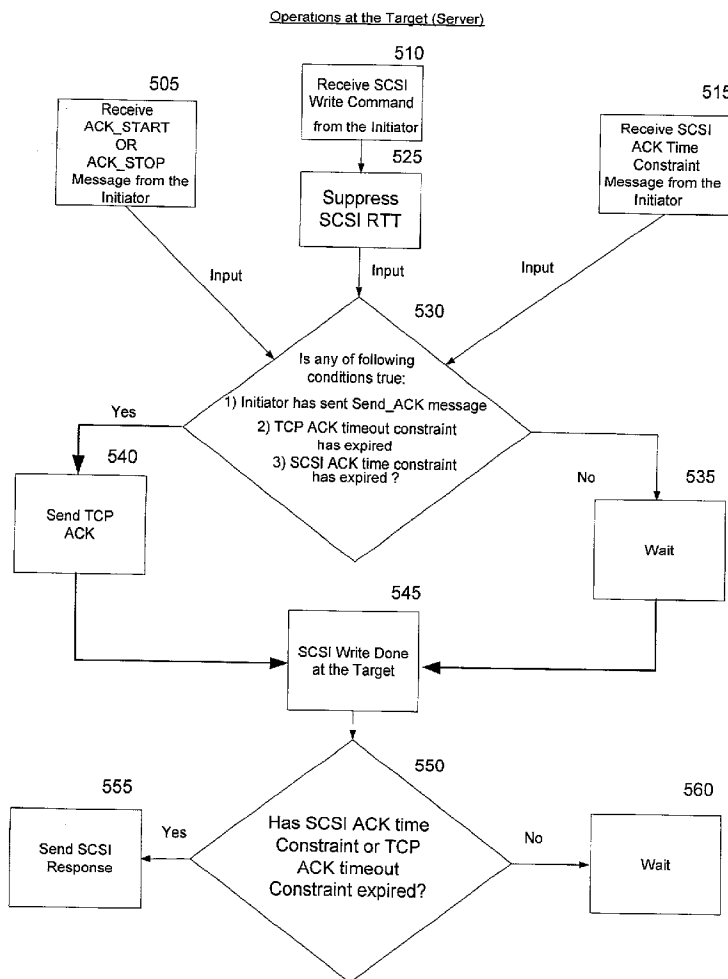 Operations at the Target (Server)
505
Receive
ACK_START
OR
ACK_STOP
Message from the
Initiator
510
Receive SCSI
Write Command
from the Initiator
515
Receive SCSI
ACK Time
Constraint
Message from the
Initiator
525
Suppress
SCSI RTT
Input
Input
Input
530
Is any of following
conditions true:
1) Initiator has sent Send_ACK message
2) TCP ACK timeout constraint
has expired
3) SCSI ACK time constraint
has expired ?
Yes
540
Send TCP
ACK
No
535
Wait
545
SCSI Write Done
at the Target
550
Has SCSI ACK time
Constraint or TCP
ACK timeout
Constraint expired?
Yes
555
Send SCSI
Response
No
560
Wait